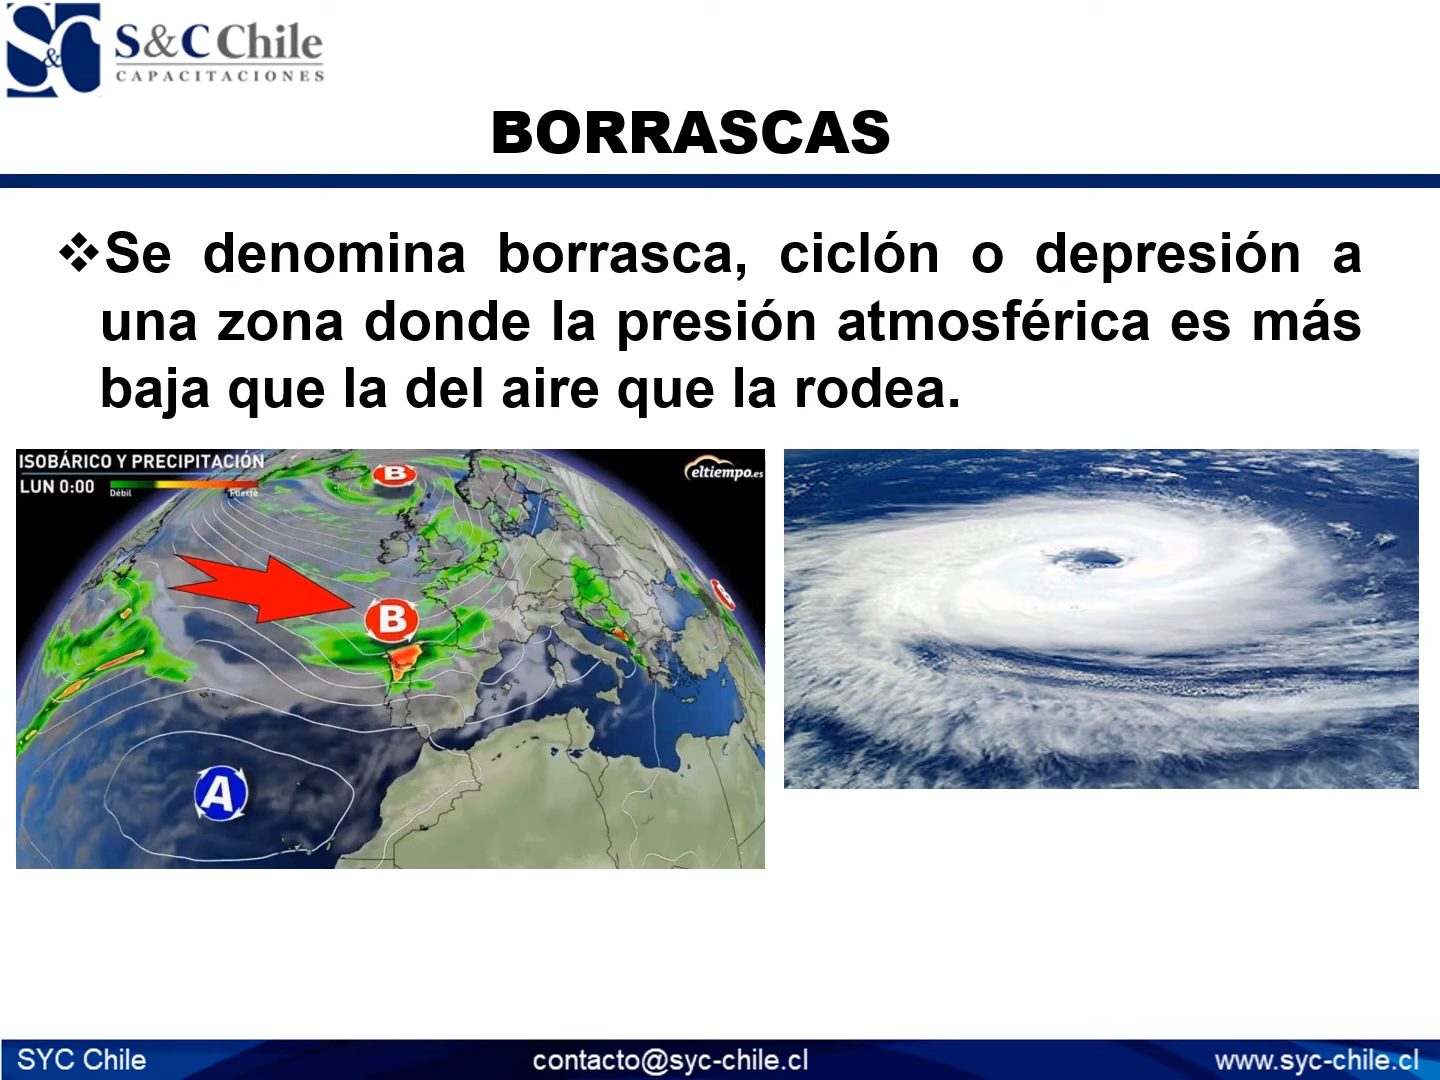 S&C
S&C Chile
CAPACITACIONES
BORRASCAS
❖Se denomina borrasca, ciclón o depresión a
una zona donde la presión atmosférica es más
baja que la del aire que la rodea.
ISOBÁRICO Y PRECIPITACIÓN
LUN 0:00
Débil
Fuerte
eltiempo.es
B
B
B
A
SYC Chile
contacto@syc-chile.cl
www.syc-chile.cl